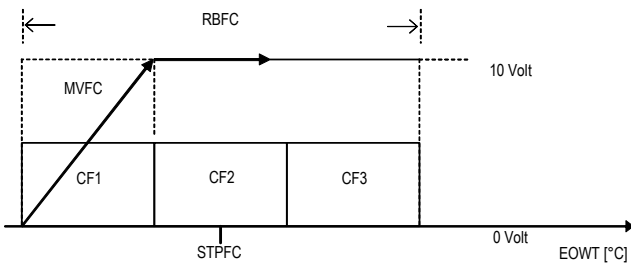 RBFC
10 Volt
MVFC
CF1
CF2
CF3
STPFC
0 Volt
EOWT [°C]